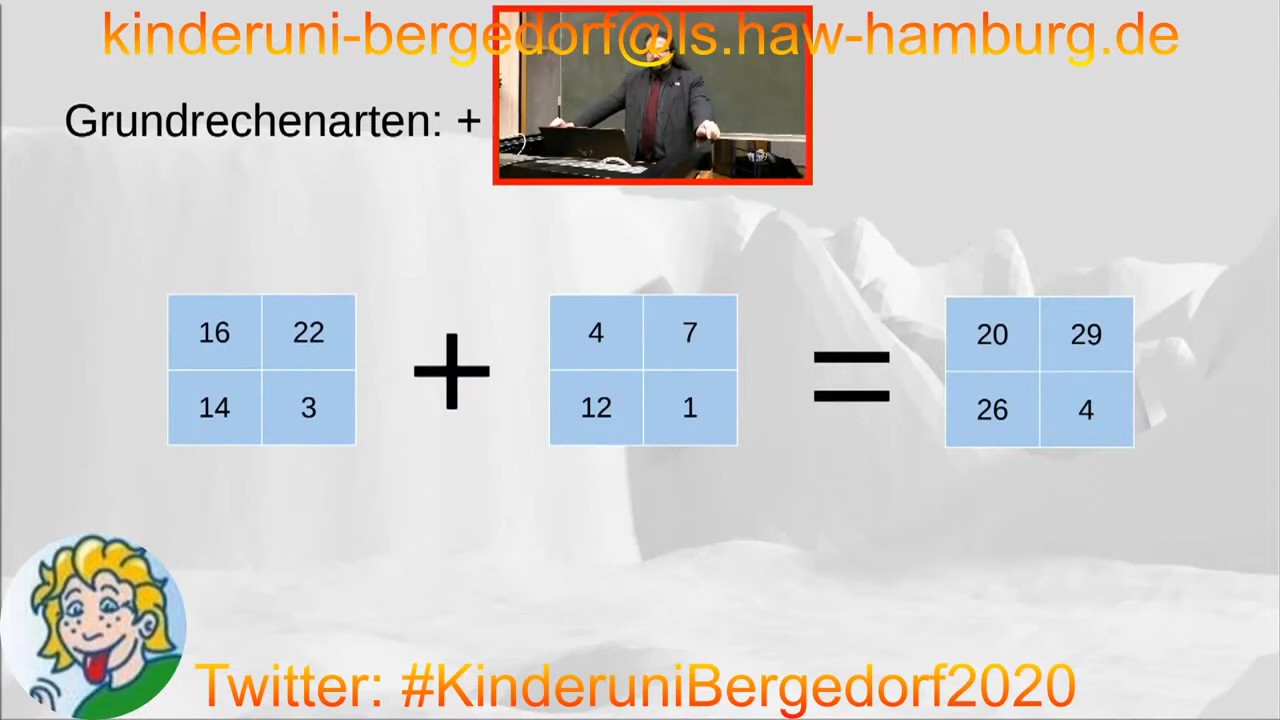 kinderuni-bergedorf@ls.haw-hamburg.de
Grundrechenarten: +
16 22 4 7 20 29
+ =
14 3 12 1 26 4
Twitter: #KinderuniBergedorf2020